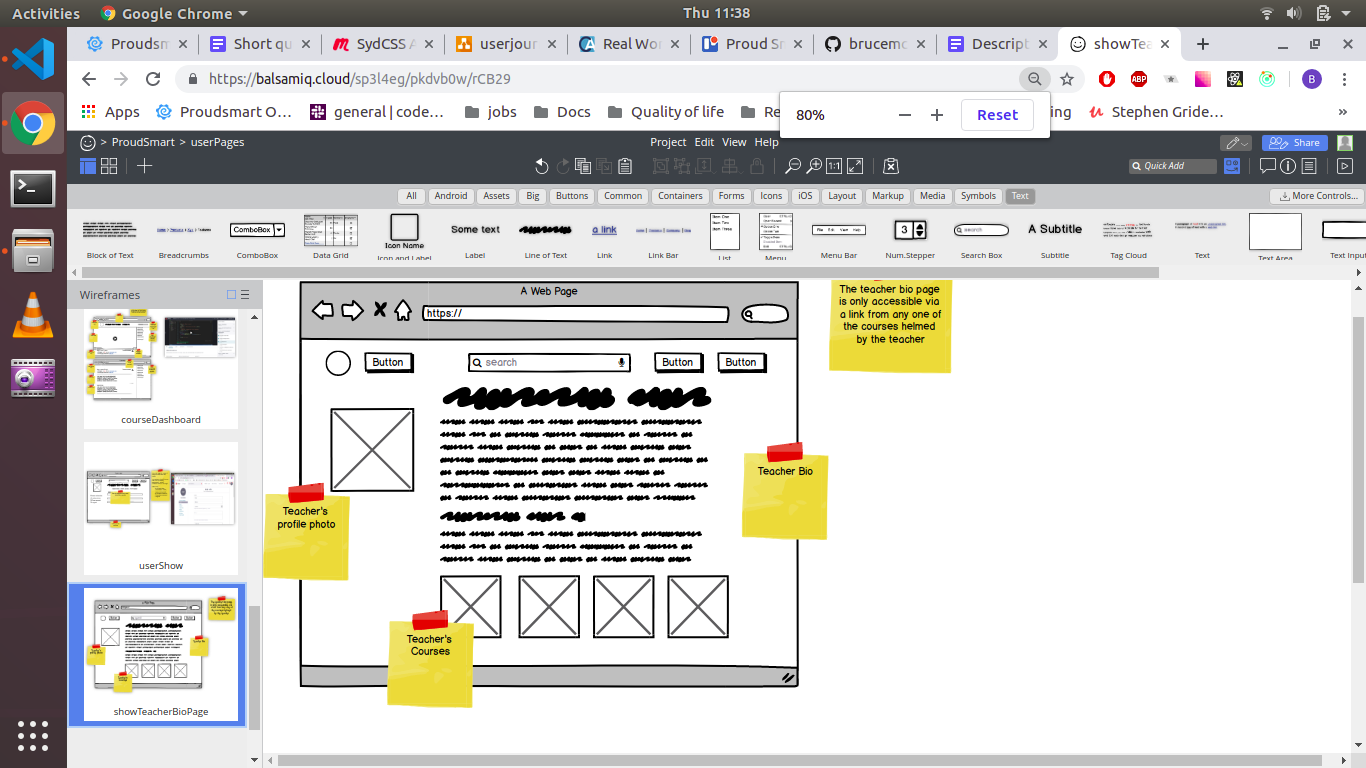 Activities Google Chrome Thu 11:38
Proudsm Short qu SydCSS A userjour Real Wo Proud Sr brucemc Descript showTea
https://balsamiq.cloud/sp3l4eg/pkdvb0w/rCB29
B
Apps Proudsmart O… general | code… jobs Docs Quality of life Re ing Stephen Gride… »
80% Reset
> ProudSmart > userPages Project Edit View Help Share
1:1 Quick Add
All Android Assets Big Buttons Common Containers Forms Icons iOS Layout Markup Media Symbols Text More Controls...
ComboBox Icon Name Some text a link 3 search A Subtitle
Block of Text Breadcrumbs ComboBox Data Grid Icon and Label Label Line of Text Link Link Bar List Menu Menu Bar Num.Stepper Search Box Subtitle Tag Cloud Text Text Area Text Input
Wireframes
courseDashboard
userShow
showTeacherBioPage
A Web Page
https://
Button search Button Button
The teacher bio page
is only accessible via
a link from any one of
the courses helmed
by the teacher
Teacher Bio
Teacher's
profile photo
Teacher's
Courses